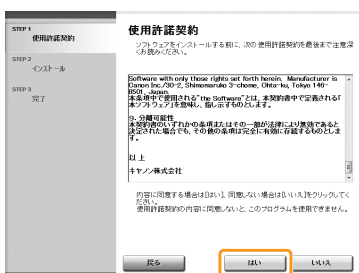 STEP 1
使用許諾契約
STEP 2
インストール
STEP 3
完了
使用許諾契約
ソフトウェアをインストールする前に、次の使用許諾契約を最後まで注意深
くお読みください。
Software with only those rights set forth herein. Manufacturer is
Canon Inc./30-2, Shimomaruko 3-chome, Ohta-ku, Tokyo 146-
8501, Japan.
本条項中で使用される"the Software"とは、本契約書中で定義される「
本ソフトウェア」を意味し、指し示すものとします。
9. 分離可能性
本契約書のいずれかの条項またはその一部が法律により無効であると
決定された場合でも、その他の条項は完全に有効に存続するものとしま
す。
以 上
キヤノン株式会社
内容に同意する場合は[はい]、同意しない場合は[いいえ]をクリックしてく
ださい。
使用許諾契約の内容に同意しないと、このプログラムを使用できません。
戻る
はい
いいえ